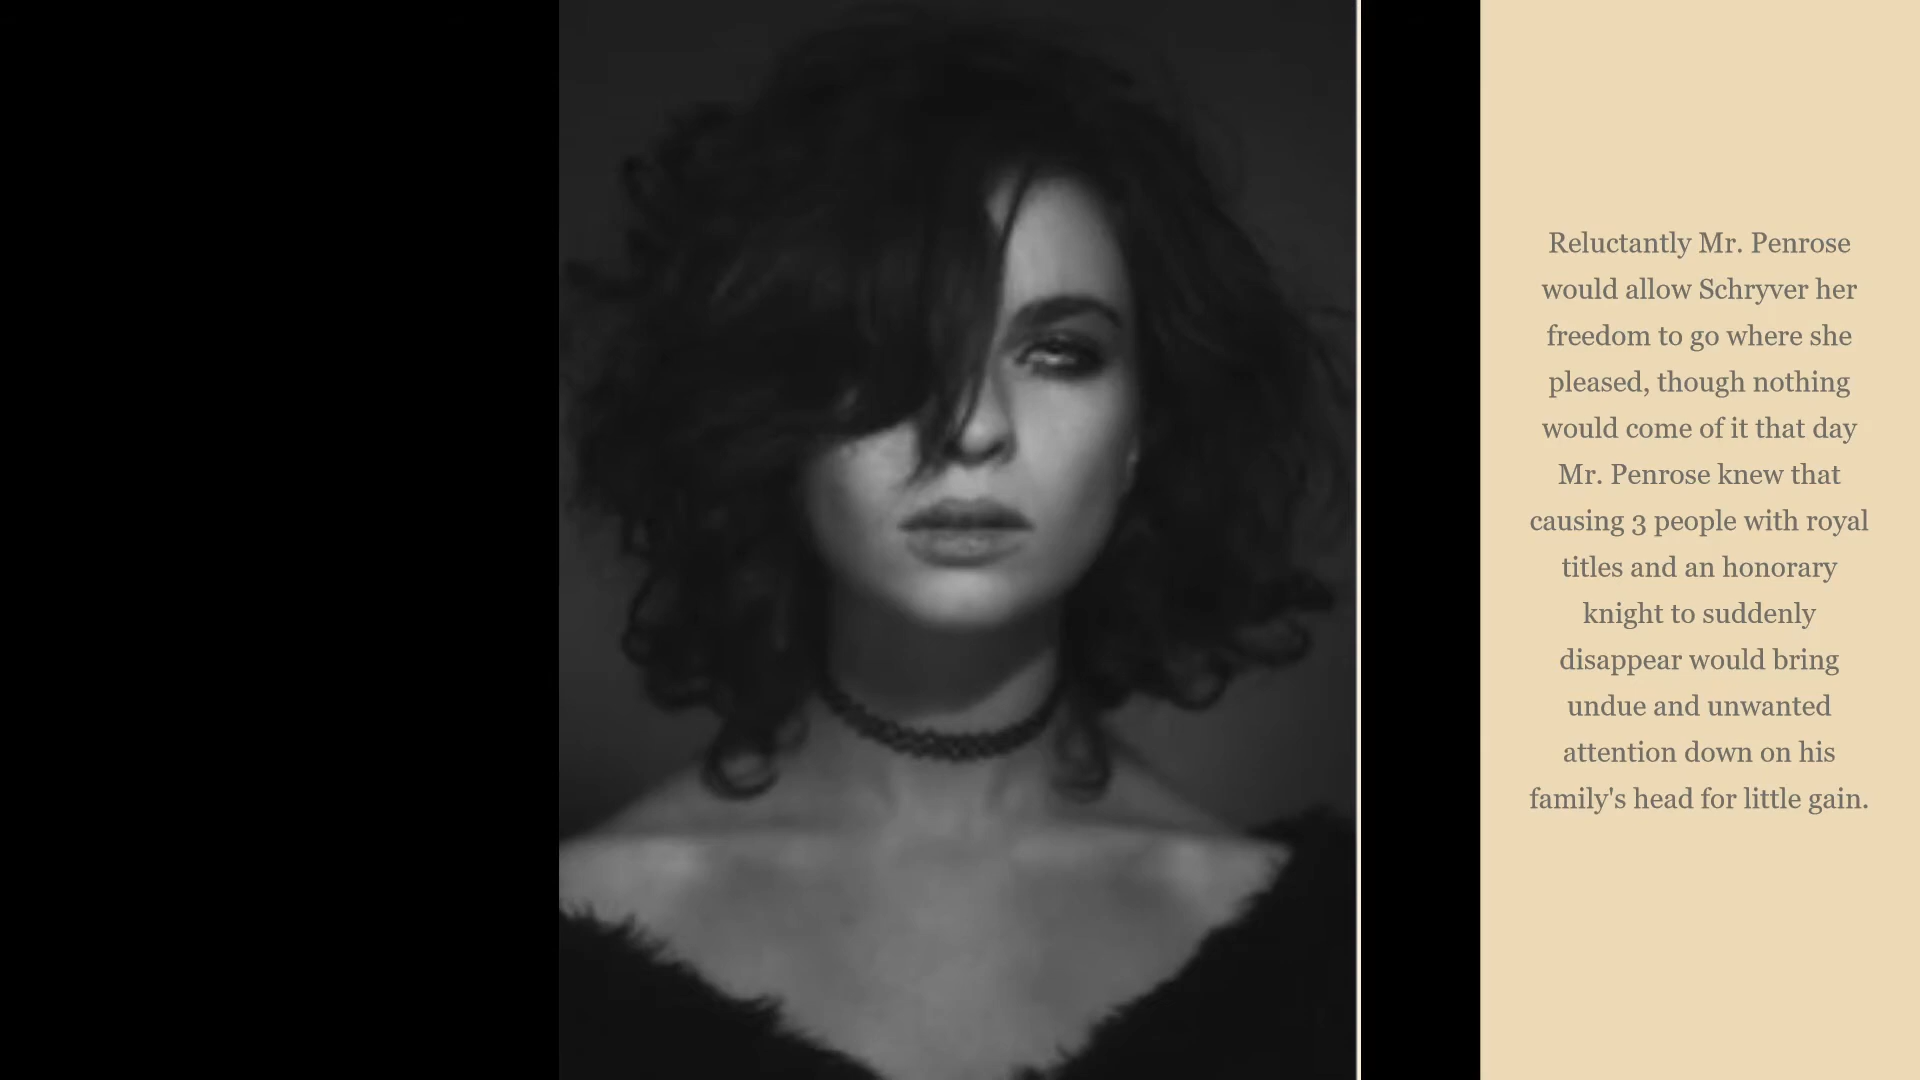 Reluctantly Mr. Penrose
would allow Schryver her
freedom to go where she
pleased, though nothing
would come of it that day
Mr. Penrose knew that
causing 3 people with royal
titles and an honorary
knight to suddenly
disappear would bring
undue and unwanted
attention down on his
family's head for little gain.